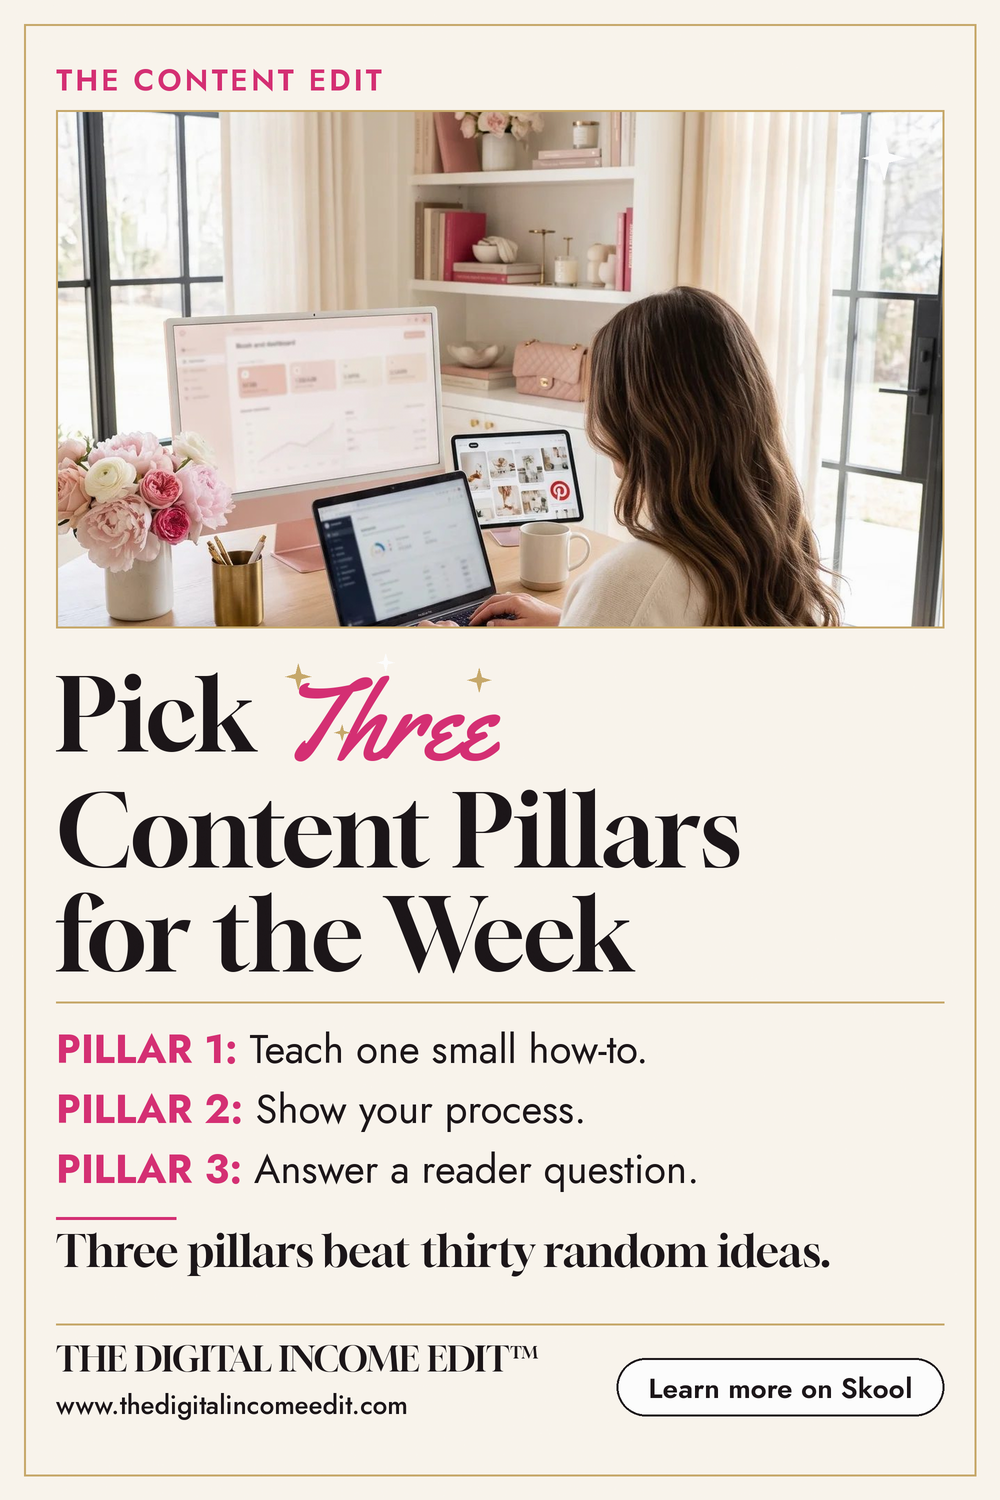 THE CONTENT EDIT
Pick Three
Content Pillars
for the Week
PILLAR 1: Teach one small how-to.
PILLAR 2: Show your process.
PILLAR 3: Answer a reader question.
Three pillars beat thirty random ideas.
THE DIGITAL INCOME EDIT™
www.thedigitalincomeedit.com
Learn more on Skool